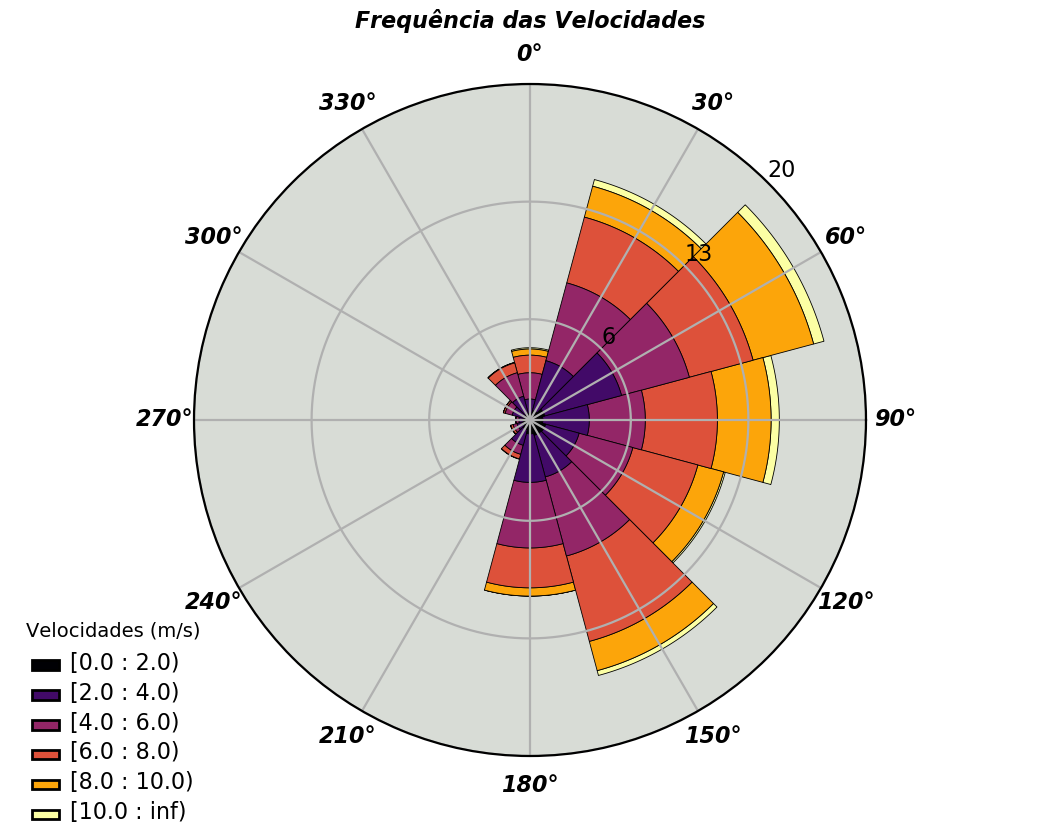 Frequência das Velocidades
0°
330°
30°
20
300°
60°
13
6
270°
90°
240°
120°
210°
150°
180°
Velocidades (m/s)
[0.0 : 2.0)
[2.0 : 4.0)
[4.0 : 6.0)
[6.0 : 8.0)
[8.0 : 10.0)
[10.0 : inf)